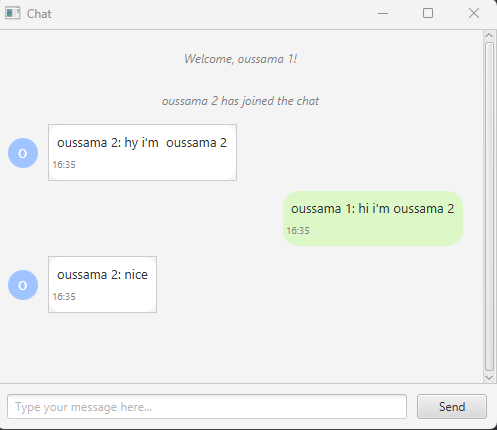 Chat
Welcome, oussama 1!
oussama 2 has joined the chat
O
oussama 2: hy i'm  oussama 2
16:35
oussama 1: hi i'm oussama 2
16:35
O
oussama 2: nice
16:35
Type your message here...
Send